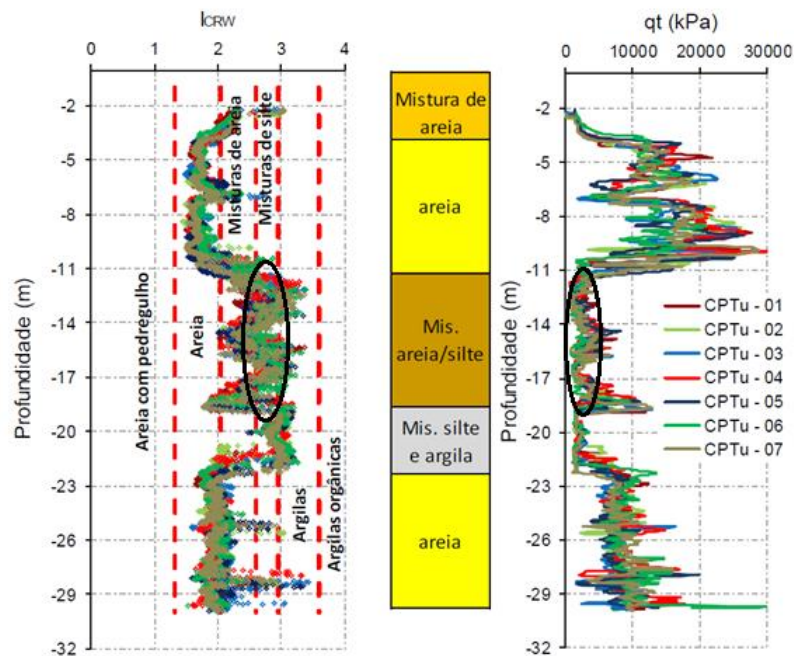 ICRW
0 1 2 3 4
Profundidade (m)
-2
-5
-8
-11
-14
-17
-20
-23
-26
-29
-32
Areia com pedregulho
Areia
Misturas de areia
Misturas de silte
Argilas
Argilas orgânicas
Mistura de
areia
areia
Mis.
areia/silte
Mis. silte
e argila
areia
qt (kPa)
0 10000 20000 30000
Profundidade (m)
-2
-5
-8
-11
-14
-17
-20
-23
-26
-29
-32
CPTu - 01
CPTu - 02
CPTu - 03
CPTu - 04
CPTu - 05
CPTu - 06
CPTu - 07